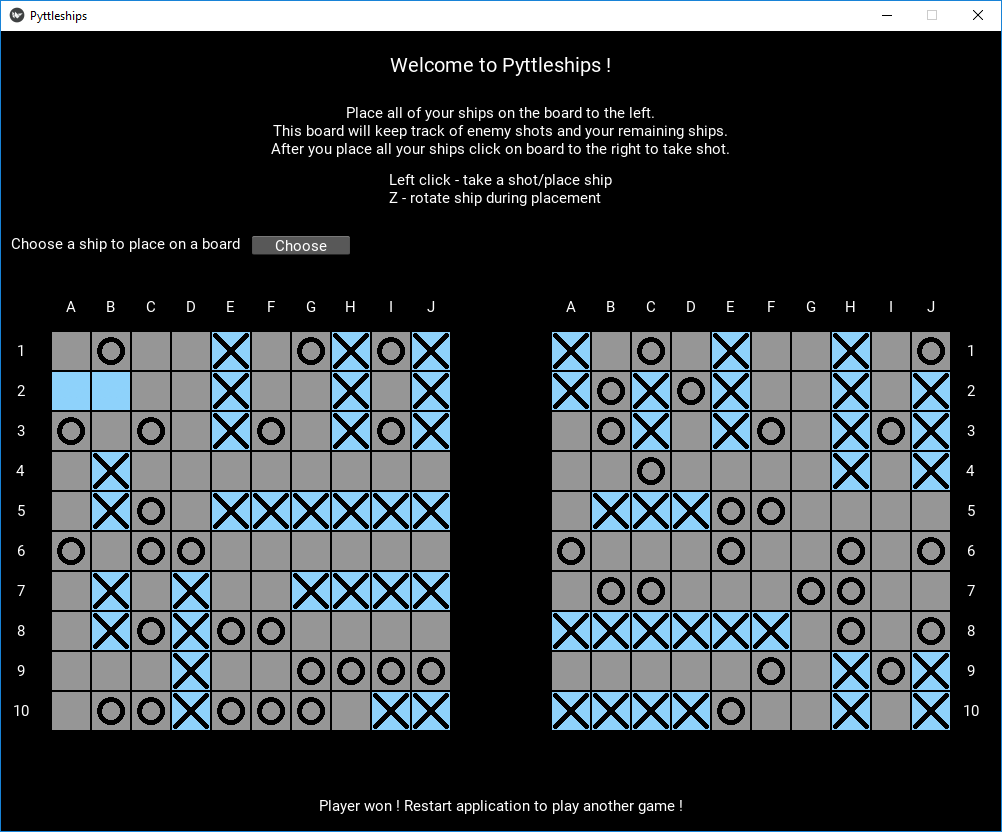 Pyttleships
Welcome to Pyttleships !
Place all of your ships on the board to the left.
This board will keep track of enemy shots and your remaining ships.
After you place all your ships click on board to the right to take shot.
Left click - take a shot/place ship
Z - rotate ship during placement
Choose a ship to place on a board Choose
A B C D E F G H I J A B C D E F G H I J
1 1
2 2
3 3
4 4
5 5
6 6
7 7
8 8
9 9
10 10
Player won ! Restart application to play another game !